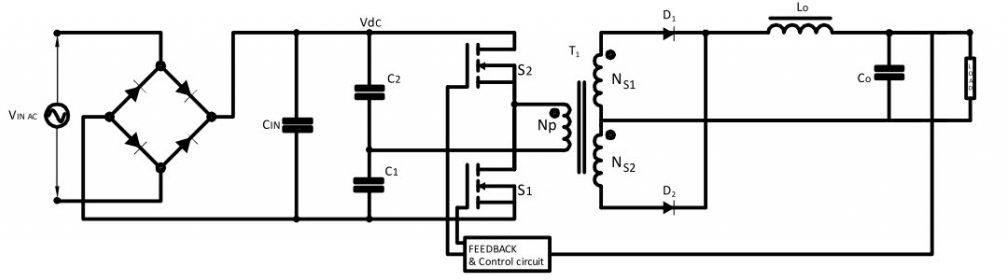 Vdc
VIN AC
CIN
C2
C1
S2
S1
Np
T1
NS1
NS2
D1
D2
Lo
Co
LOAD
FEEDBACK
& Control circuit